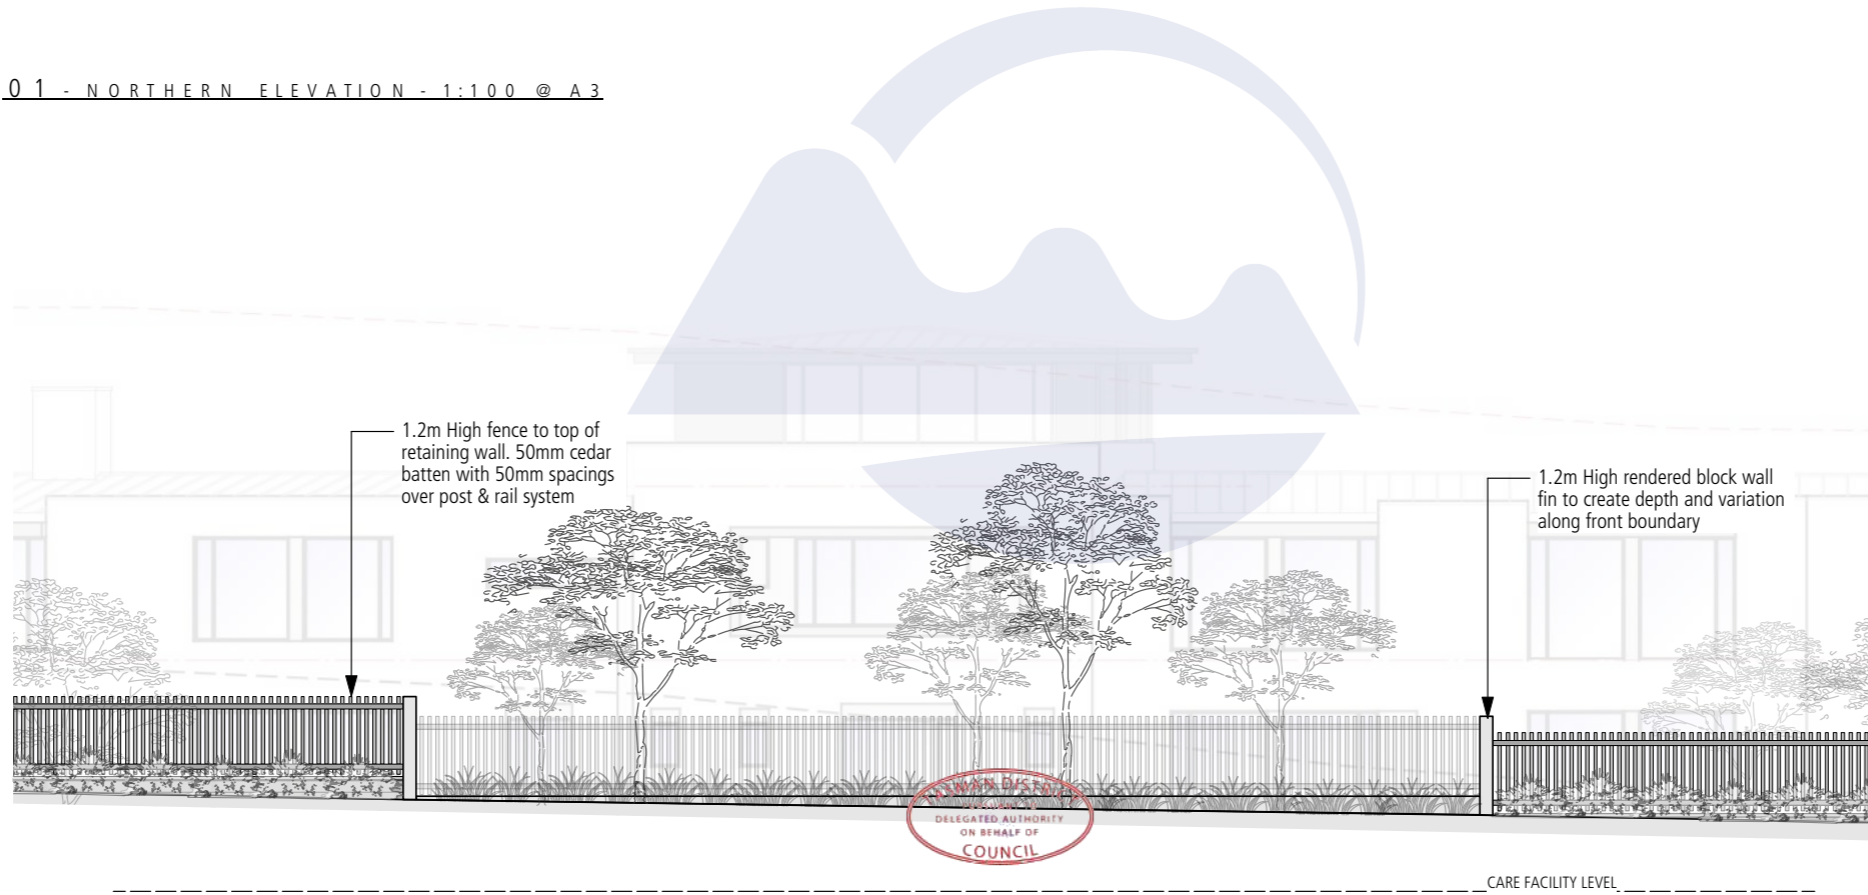 01 - NORTHERN ELEVATION - 1:100 @ A3
1.2m High fence to top of
retaining wall. 50mm cedar
batten with 50mm spacings
over post & rail system
1.2m High rendered block wall
fin to create depth and variation
along front boundary
TASMAN DISTRICT
DELEGATED AUTHORITY
ON BEHALF OF
COUNCIL
CARE FACILITY LEVEL